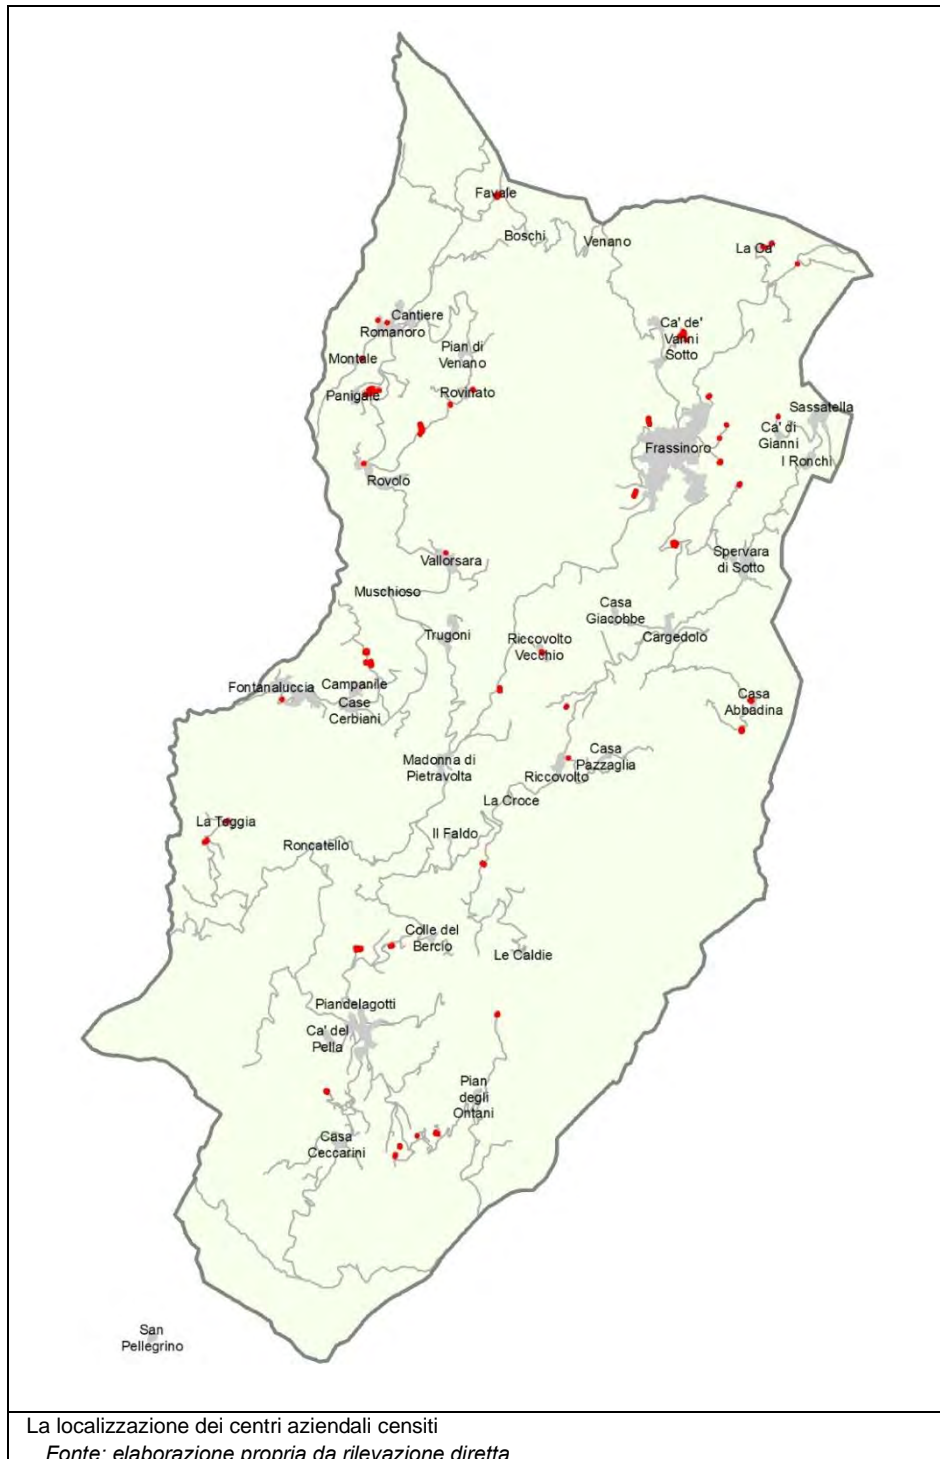 Favale
Boschi
Venano
La Ca'
Cantiere
Romanoro
Ca' de'
Vanni
Sotto
Pian di
Venano
Montale
Panigale
Rovinato
Sassatella
Ca' di
Gianni
Frassinoro
I Ronchi
Rovolo
Vallorsara
Spervara
di Sotto
Muschioso
Casa
Giacobbe
Trugoni
Riccovolto
Vecchio
Cargedolo
Fontanaluccia
Campanile
Case
Cerbiani
Casa
Abbadina
Madonna di
Pietravolta
Casa
Pazzaglia
Riccovolto
La Croce
La Teggia
Il Faldo
Roncatello
Colle del
Bercio
Le Caldie
Piandelagotti
Ca' del
Pella
Pian
degli
Ontani
Casa
Ceccarini
San
Pellegrino
La localizzazione dei centri aziendali censiti
Fonte: elaborazione propria da rilevazione diretta